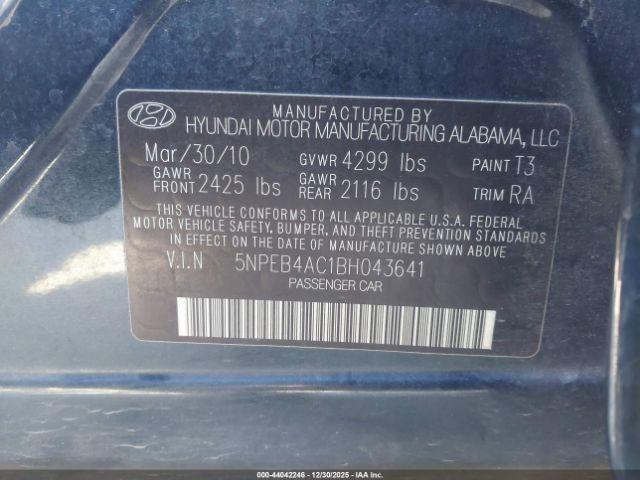 MANUFACTURED BY
HYUNDAI MOTOR MANUFACTURING ALABAMA, LLC
Mar/30/10 GVWR 4299 lbs PAINT T3
GAWR FRONT 2425 lbs GAWR REAR 2116 lbs TRIM RA
THIS VEHICLE CONFORMS TO ALL APPLICABLE U.S.A. FEDERAL
MOTOR VEHICLE SAFETY, BUMPER, AND THEFT PREVENTION STANDARDS
IN EFFECT ON THE DATE OF MANUFACTURE SHOWN ABOVE
V.I.N 5NPEB4AC1BH043641
PASSENGER CAR
000-44042246 - 12/30/2025 - IAAI.COM